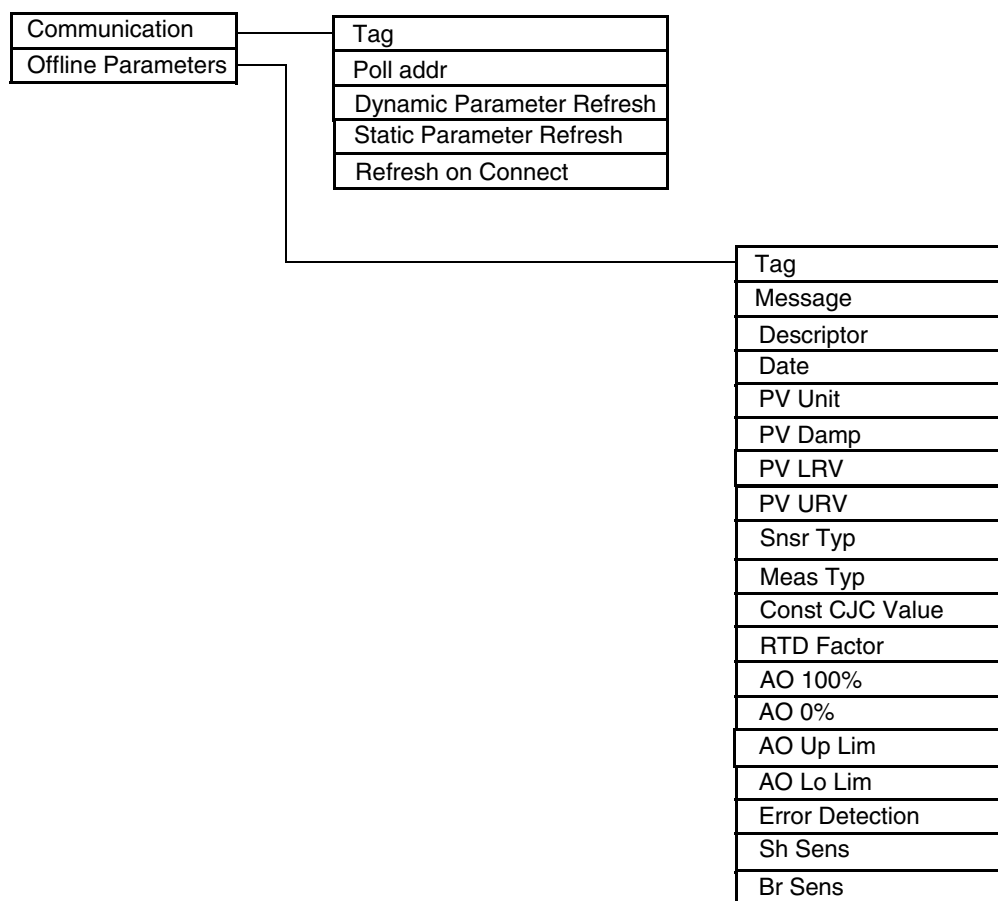 Communication
Offline Parameters
Tag
Poll addr
Dynamic Parameter Refresh
Static Parameter Refresh
Refresh on Connect
Tag
Message
Descriptor
Date
PV Unit
PV Damp
PV LRV
PV URV
Snsr Typ
Meas Typ
Const CJC Value
RTD Factor
AO 100%
AO 0%
AO Up Lim
AO Lo Lim
Error Detection
Sh Sens
Br Sens